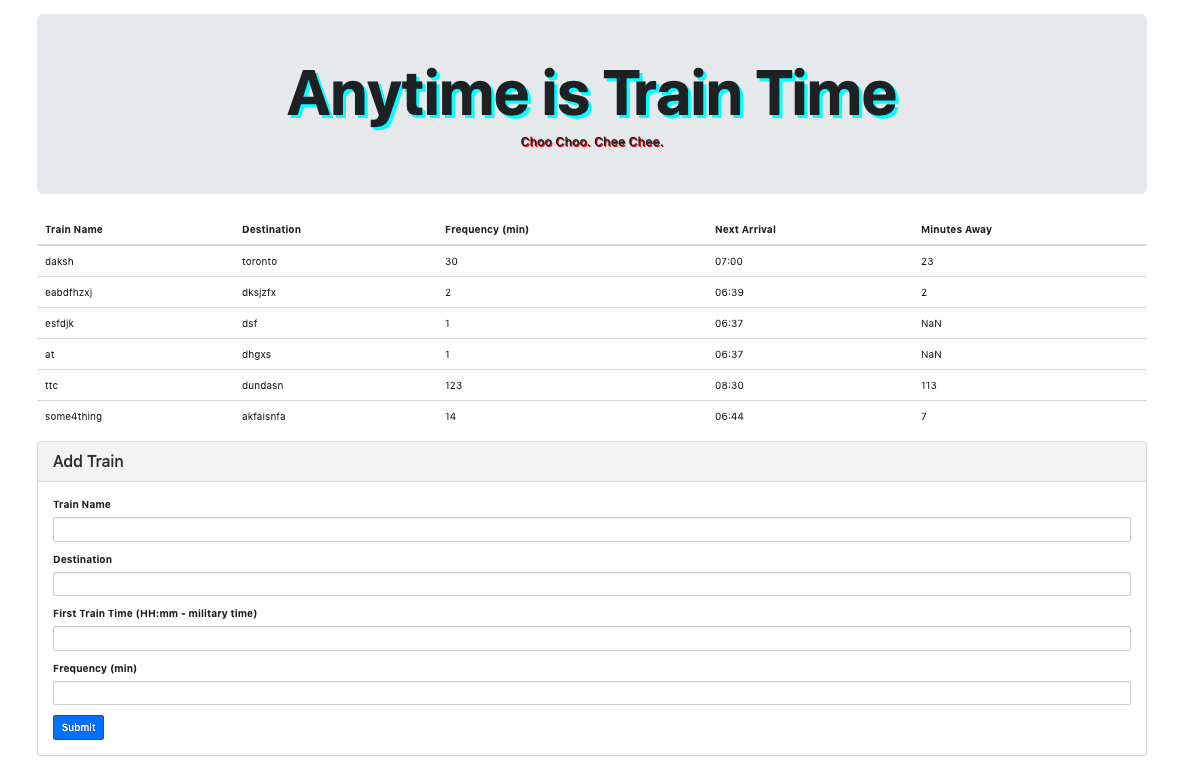 Anytime is Train Time
Choo Choo. Chee Chee.
Train Name Destination Frequency (min) Next Arrival Minutes Away
daksh toronto 30 07:00 23
eabdfhzxj dksjzfx 2 06:39 2
esfdjk dsf 1 06:37 NaN
at dhgxs 1 06:37 NaN
ttc dundasn 123 08:30 113
some4thing akfaisnfa 14 06:44 7
Add Train
Train Name
Destination
First Train Time (HH:mm - military time)
Frequency (min)
Submit